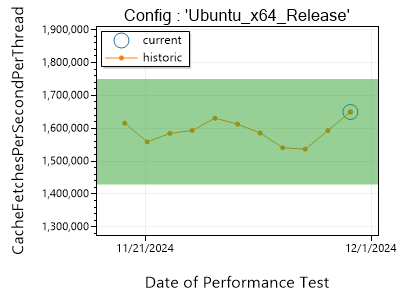 Config : 'Ubuntu_x64_Release'
CacheFetchesPerSecondPerThread
1,900,000
1,800,000
1,700,000
1,600,000
1,500,000
1,400,000
1,300,000
current
historic
11/21/2024
12/1/2024
Date of Performance Test